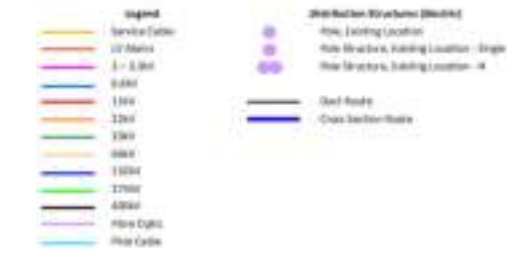 Legend
Service Cable
LV Mains
2 - 3.3kV
6.6kV
11kV
22kV
33kV
66kV
132kV
275kV
400kV
Fibre Optic
Pilot Cable
Distribution Structures (Electric)
Pole, Existing Location
Pole Structure, Existing Location - Single
Pole Structure, Existing Location - H
Duct Route
Cross Section Route